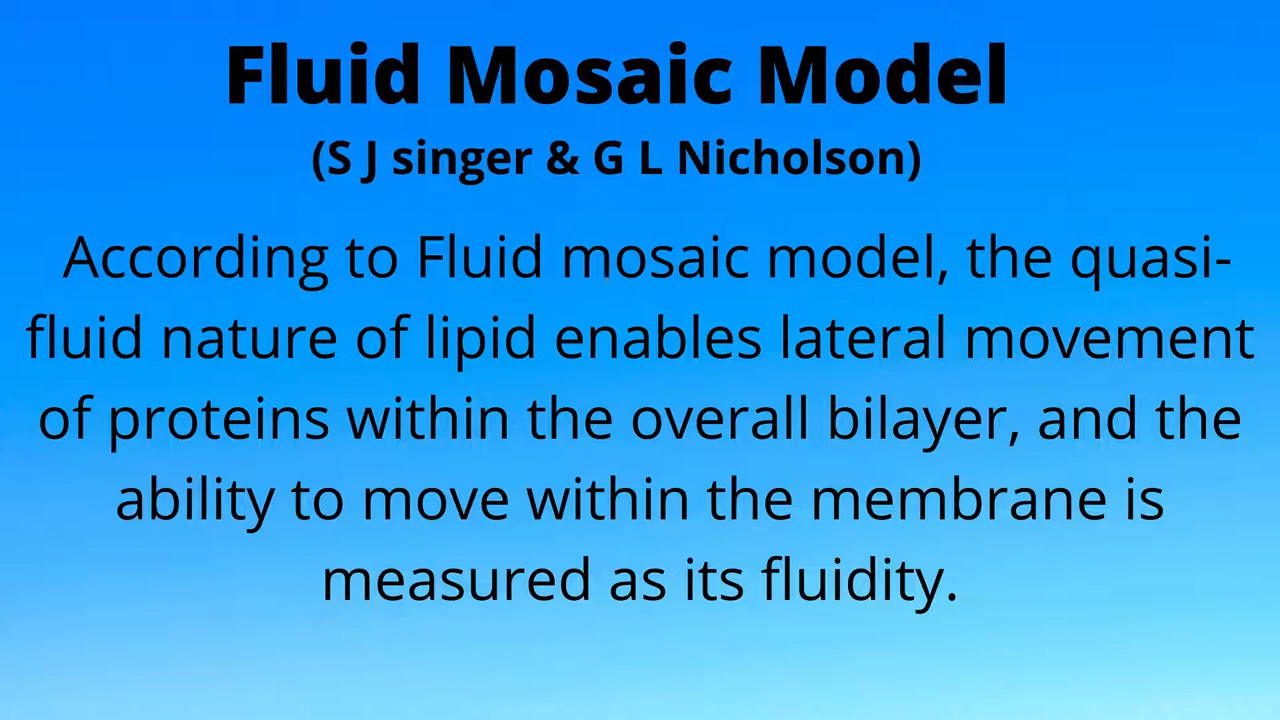 Fluid Mosaic Model
(S J singer & G L Nicholson)
According to Fluid mosaic model, the quasi-
fluid nature of lipid enables lateral movement
of proteins within the overall bilayer, and the
ability to move within the membrane is
measured as its fluidity.